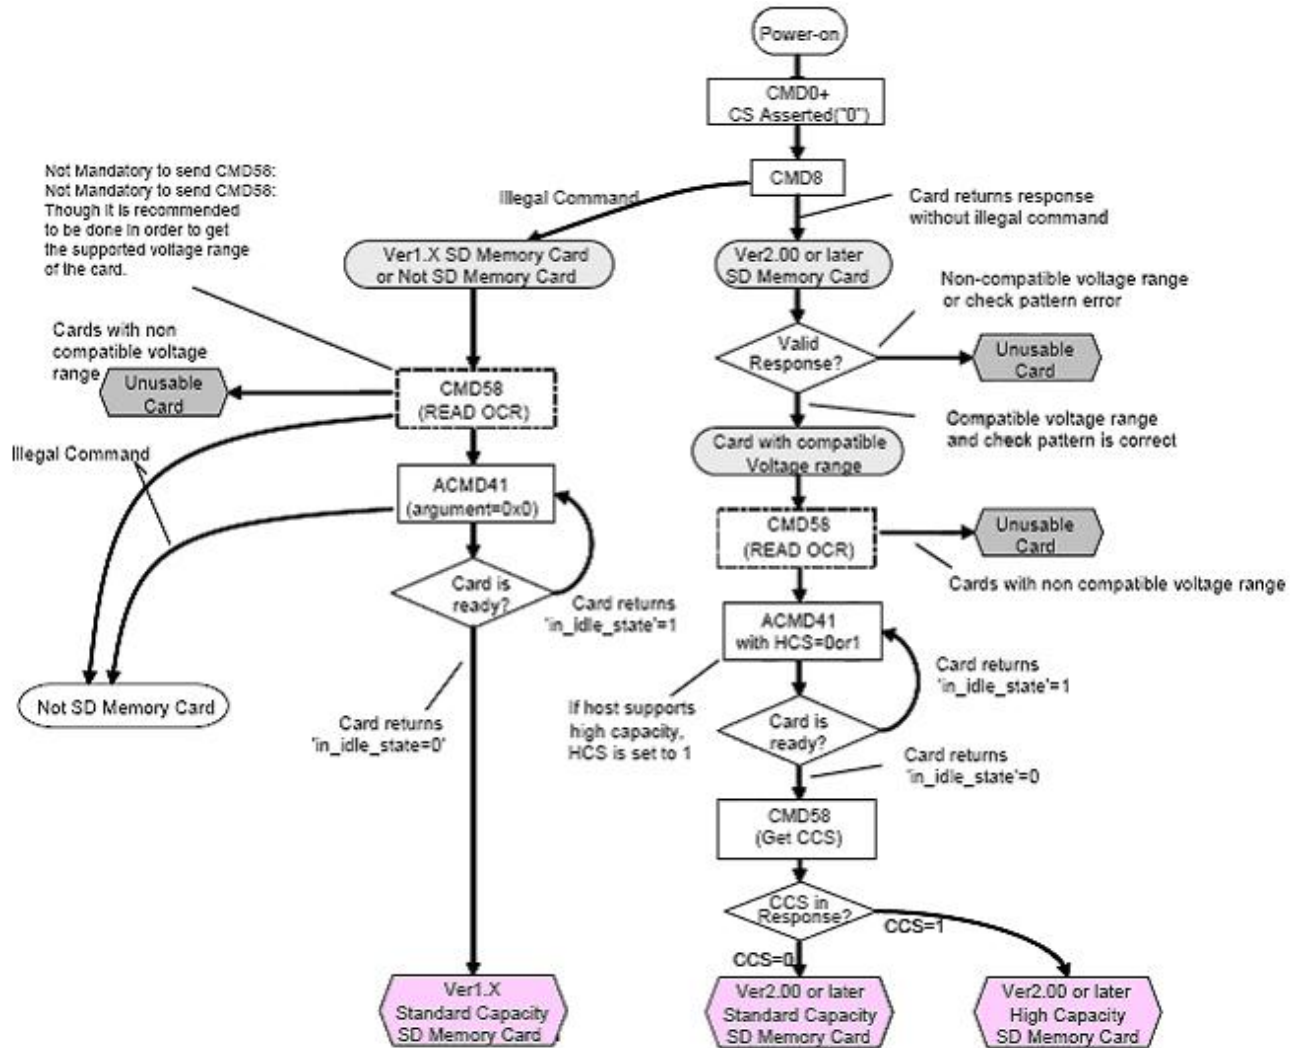 Power-on
CMD0+
CS Asserted("0")
CMD8
Illegal Command
Card returns response
without illegal command
Not Mandatory to send CMD58:
Not Mandatory to send CMD58:
Though it is recommended
to be done in order to get
the supported voltage range
of the card.
Ver1.X SD Memory Card
or Not SD Memory Card
Ver2.00 or later
SD Memory Card
Non-compatible voltage range
or check pattern error
Cards with non
compatible voltage
range
Unusable
Card
CMD58
(READ OCR)
Valid
Response?
Unusable
Card
Compatible voltage range
and check pattern is correct
Card with compatible
Voltage range
Illegal Command
ACMD41
(argument=0x0)
CMD58
(READ OCR)
Unusable
Card
Cards with non compatible voltage range
Card is
ready?
Card returns
'in_idle_state'=1
ACMD41
with HCS=0or1
Card returns
'in_idle_state'=1
Not SD Memory Card
Card returns
'in_idle_state=0'
If host supports
high capacity,
HCS is set to 1
Card is
ready?
Card returns
'in_idle_state'=0
CMD58
(Get CCS)
CCS in
Response?
CCS=1
CCS=0
Ver1.X
Standard Capacity
SD Memory Card
Ver2.00 or later
Standard Capacity
SD Memory Card
Ver2.00 or later
High Capacity
SD Memory Card